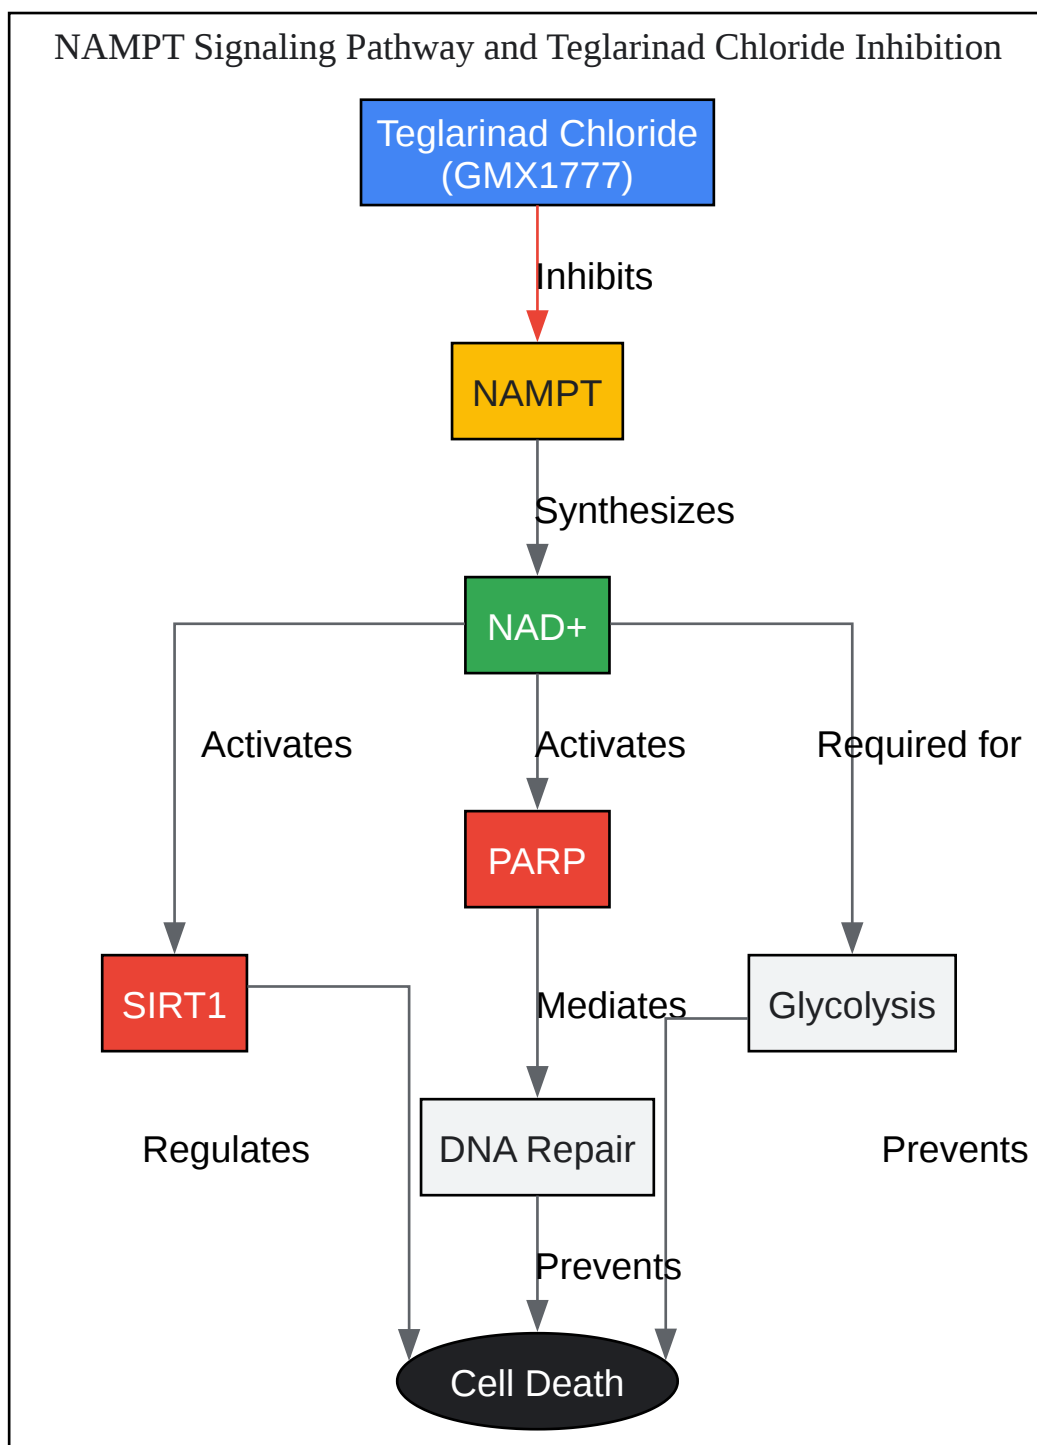 NAMPT Signaling Pathway and Teglarinad Chloride Inhibition
Teglarinad Chloride
(GMX1777)
Inhibits
NAMPT
Synthesizes
NAD+
Activates
Activates
Required for
PARP
SIRT1
Mediates
Glycolysis
Regulates
DNA Repair
Prevents
Prevents
Cell Death